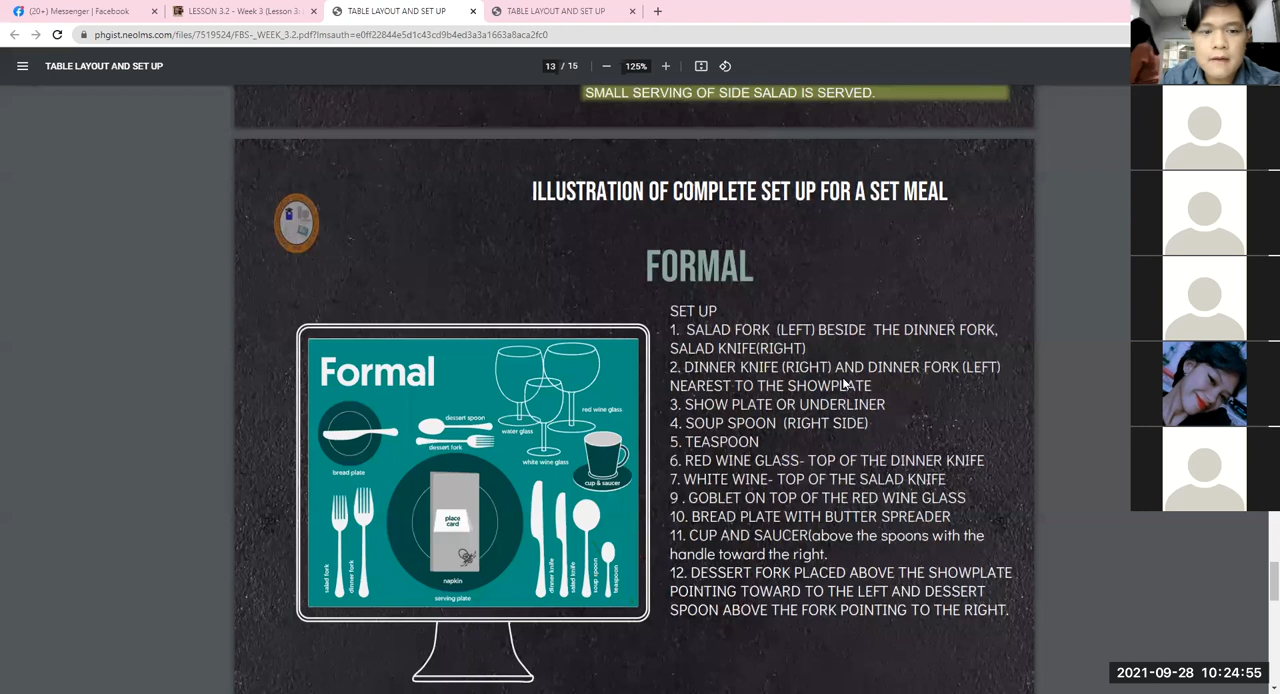 (20+) Messenger | Facebook
LESSON 3.2 - Week 3 (Lesson 3:
TABLE LAYOUT AND SET UP
TABLE LAYOUT AND SET UP
phgist.neolms.com/files/7519524/FBS-_WEEK_3.2.pdf?lmsauth=e0ff22844e5d1c43cd9b4ed3a3a1663a8aca2fc0
TABLE LAYOUT AND SET UP
13 / 15
125%
SMALL SERVING OF SIDE SALAD IS SERVED.
ILLUSTRATION OF COMPLETE SET UP FOR A SET MEAL
FORMAL
SET UP
1. SALAD FORK (LEFT) BESIDE THE DINNER FORK,
SALAD KNIFE(RIGHT)
2. DINNER KNIFE (RIGHT) AND DINNER FORK (LEFT)
NEAREST TO THE SHOWPLATE
3. SHOW PLATE OR UNDERLINER
4. SOUP SPOON (RIGHT SIDE)
5. TEASPOON
6. RED WINE GLASS- TOP OF THE DINNER KNIFE
7. WHITE WINE- TOP OF THE SALAD KNIFE
9 . GOBLET ON TOP OF THE RED WINE GLASS
10. BREAD PLATE WITH BUTTER SPREADER
11. CUP AND SAUCER(above the spoons with the
handle toward the right.
12. DESSERT FORK PLACED ABOVE THE SHOWPLATE
POINTING TOWARD TO THE LEFT AND DESSERT
SPOON ABOVE THE FORK POINTING TO THE RIGHT.
Formal
dessert spoon
dessert fork
red wine glass
water glass
white wine glass
cup & saucer
bread plate
place
card
napkin
serving plate
salad fork
dinner fork
dinner knife
salad knife
soup spoon
teaspoon
2021-09-28 10:24:55